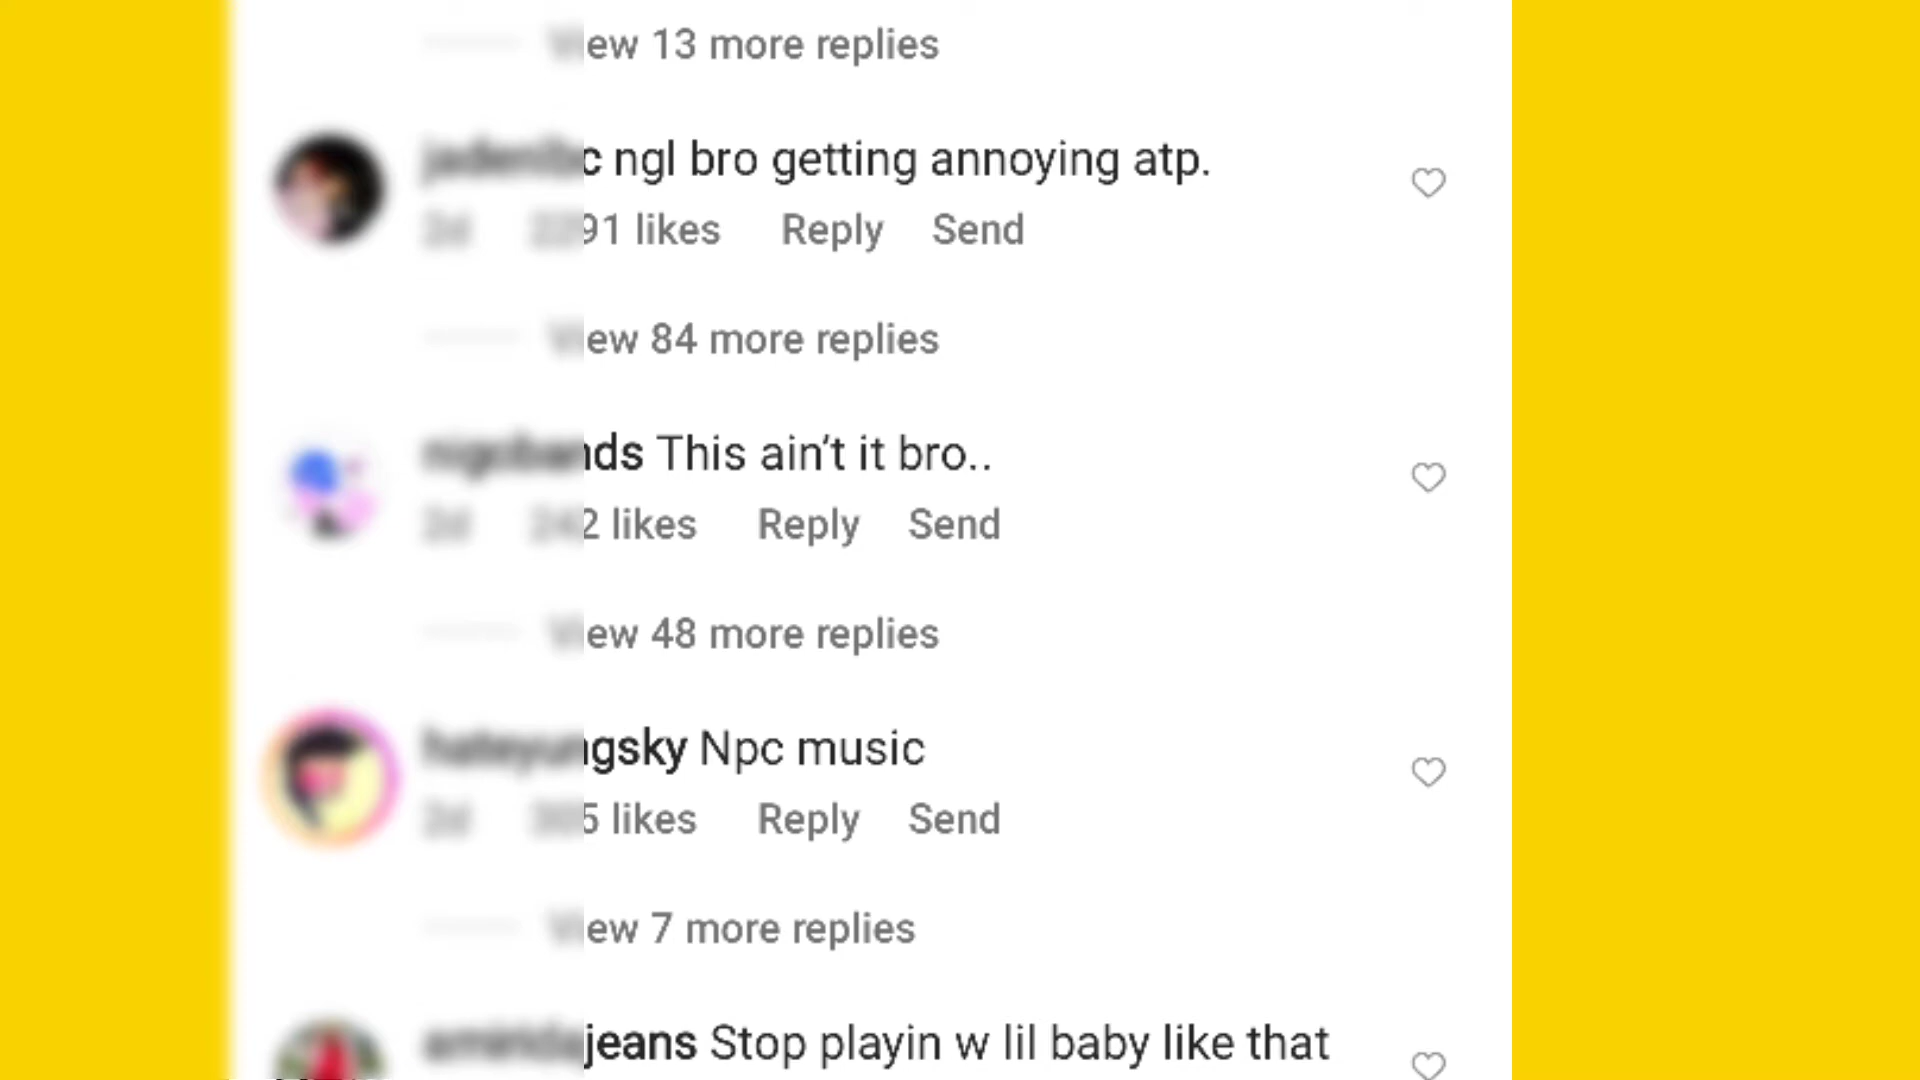 ew 13 more replies
c ngl bro getting annoying atp.
91 likes Reply Send
ew 84 more replies
nds This ain’t it bro..
2 likes Reply Send
ew 48 more replies
ngsky Npc music
5 likes Reply Send
ew 7 more replies
jeans Stop playin w lil baby like that